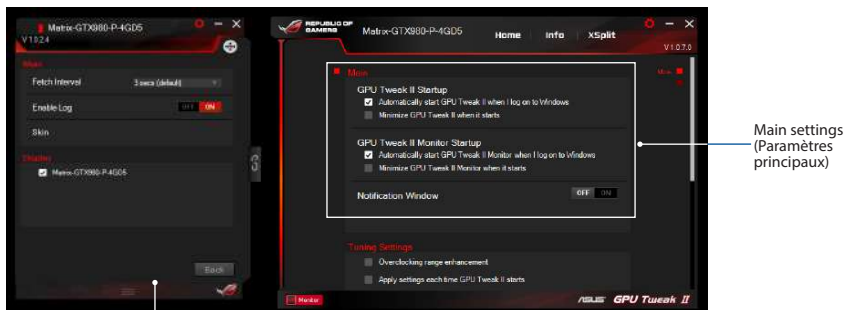 Matrix-GTX980-P-4GD5
V1.0.2.4
Main
Fetch Interval
3 secs (default)
Enable Log
OFF ON
Skin
Display
Matrix-GTX980-P-4GD5
Back
REPUBLIC OF
GAMERS
Matrix-GTX980-P-4GD5
Home
Info
XSplit
V1.0.7.0
Main
GPU Tweak II Startup
Automatically start GPU Tweak II when I log on to Windows
Minimize GPU Tweak II when it starts
GPU Tweak II Monitor Startup
Automatically start GPU Tweak II Monitor when I log on to Windows
Minimize GPU Tweak II Monitor when it starts
Notification Window
OFF ON
Tuning Settings
Overclocking range enhancement
Apply settings each time GPU Tweak II starts
Monitor
ASUS GPU Tweak II
Main settings
(Paramètres
principaux)